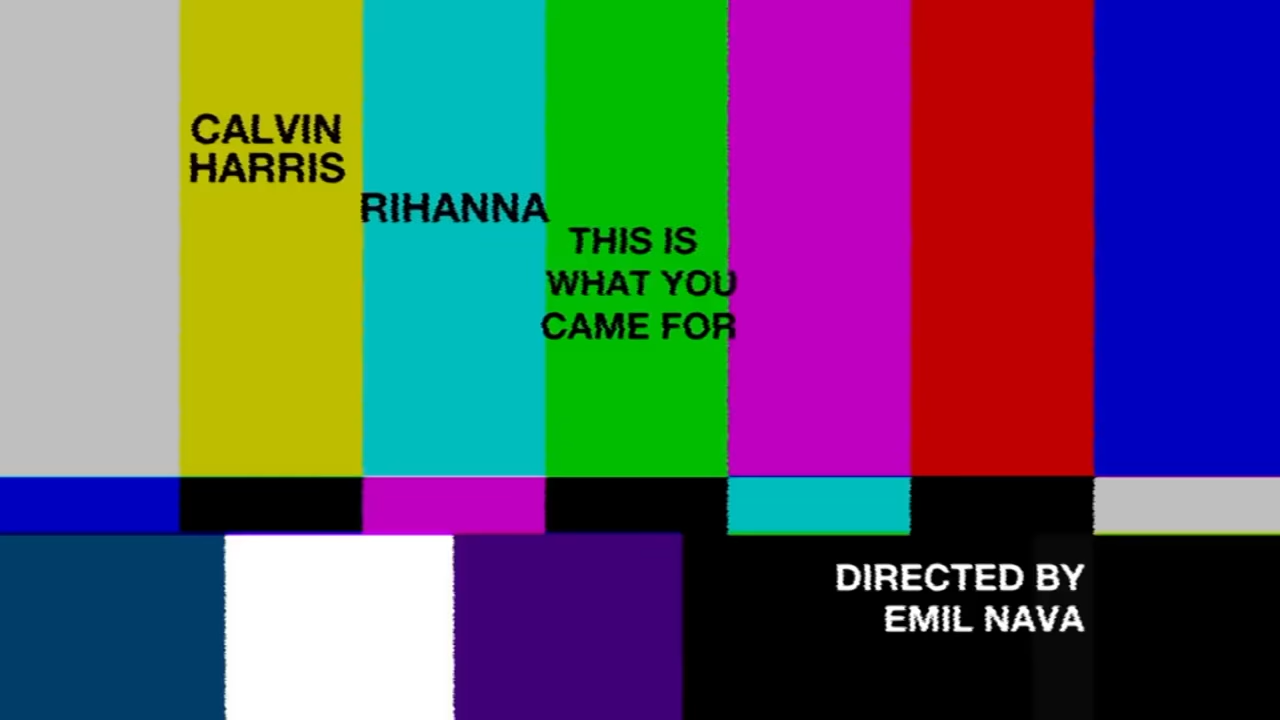 CALVIN
HARRIS
RIHANNA
THIS IS
WHAT YOU
CAME FOR
DIRECTED BY
EMIL NAVA